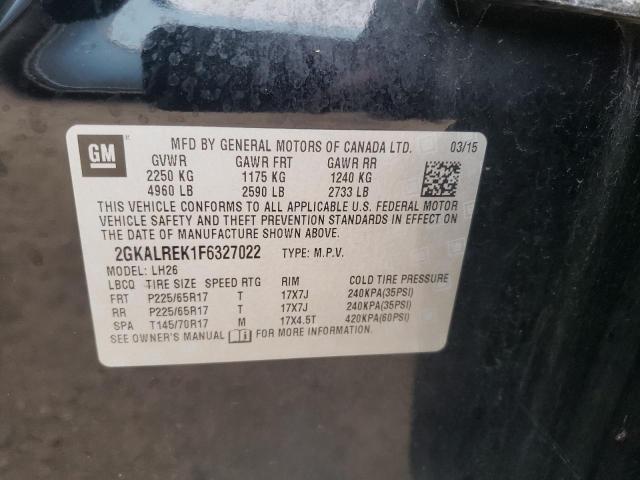 GM
MFD BY GENERAL MOTORS OF CANADA LTD. 03/15
GVWR GAWR FRT GAWR RR
2250 KG 1175 KG 1240 KG
4960 LB 2590 LB 2733 LB
THIS VEHICLE CONFORMS TO ALL APPLICABLE U.S. FEDERAL MOTOR
VEHICLE SAFETY AND THEFT PREVENTION STANDARDS IN EFFECT ON
THE DATE OF MANUFACTURE SHOWN ABOVE.
2GKALREK1F6327022 TYPE: M.P.V.
MODEL: LH26
LBCQ TIRE SIZE SPEED RTG RIM COLD TIRE PRESSURE
FRT P225/65R17 T 17X7J 240KPA(35PSI)
RR P225/65R17 T 17X7J 240KPA(35PSI)
SPA T145/70R17 M 17X4.5T 420KPA(60PSI)
SEE OWNER'S MANUAL FOR MORE INFORMATION